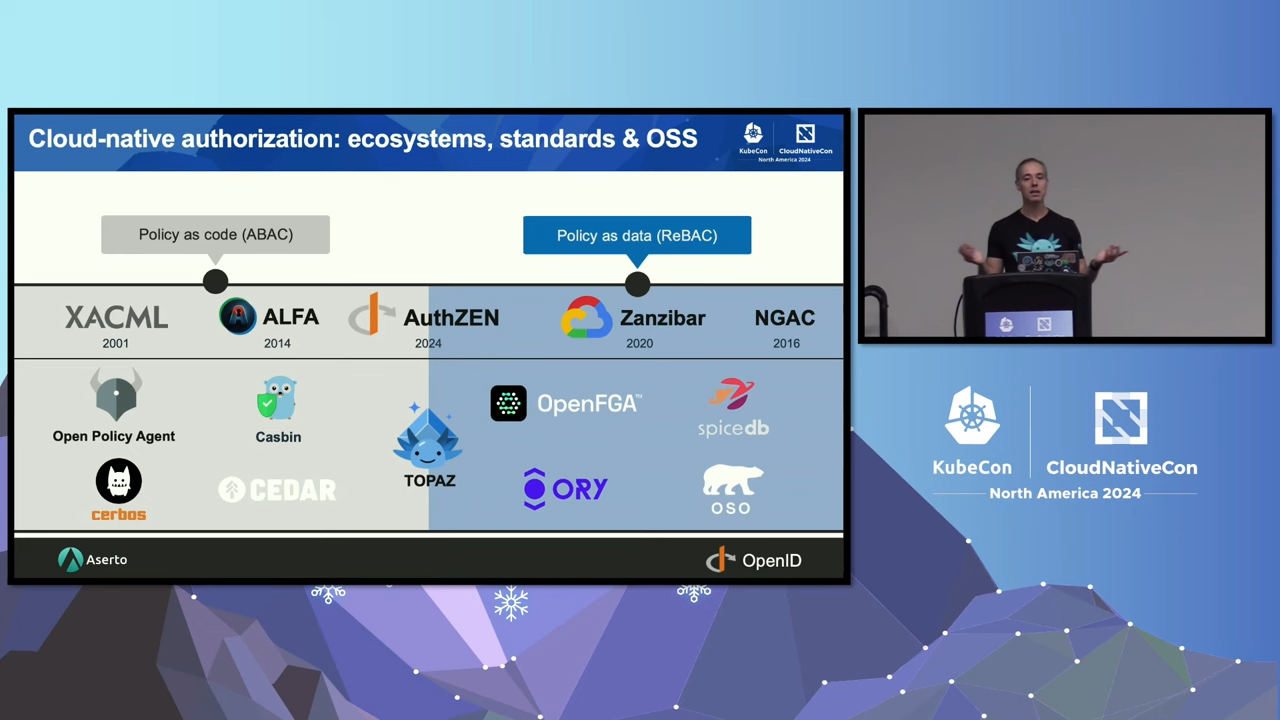 Cloud-native authorization: ecosystems, standards & OSS
KubeCon
CloudNativeCon
North America 2024
Policy as code (ABAC)
Policy as data (ReBAC)
XACML
2001
ALFA
2014
AuthZEN
2024
Zanzibar
2020
NGAC
2016
Open Policy Agent
Casbin
TOPAZ
OpenFGA™
spicedb
cerbos
CEDAR
ORY
OSO
Aserto
OpenID
KubeCon
CloudNativeCon
North America 2024